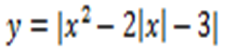 y = |x² − 2|x| − 3|